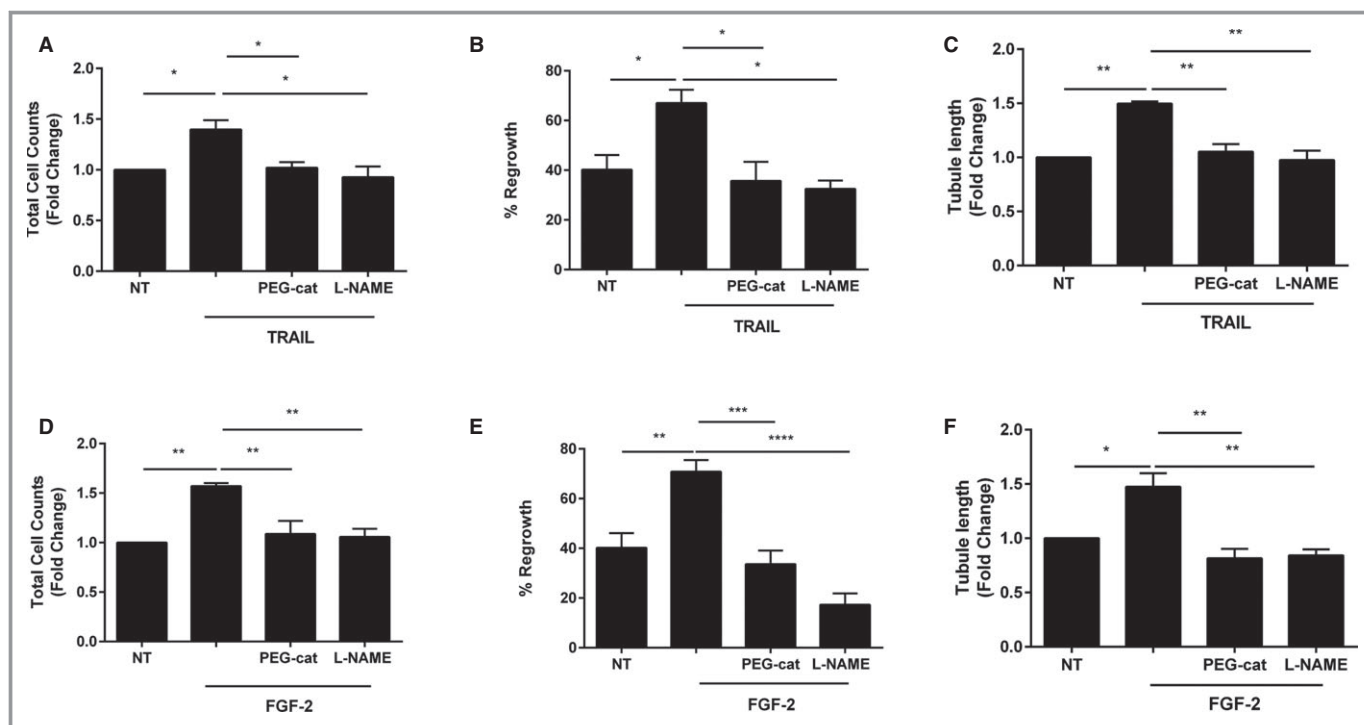 A
Total Cell Counts
(Fold Change)
2.0
1.5
1.0
0.5
0.0
*
*
*
NT
PEG-cat
L-NAME
TRAIL
B
% Regrowth
80
60
40
20
0
*
*
*
NT
PEG-cat
L-NAME
TRAIL
C
Tubule length
(Fold Change)
2.0
1.5
1.0
0.5
0.0
**
**
**
NT
PEG-cat
L-NAME
TRAIL
D
Total Cell Counts
(Fold Change)
2.0
1.5
1.0
0.5
0.0
**
**
**
NT
PEG-cat
L-NAME
FGF-2
E
% Regrowth
80
60
40
20
0
***
**
****
NT
PEG-cat
L-NAME
FGF-2
F
Tubule length
(Fold Change)
2.0
1.5
1.0
0.5
0.0
**
*
**
NT
PEG-cat
L-NAME
FGF-2